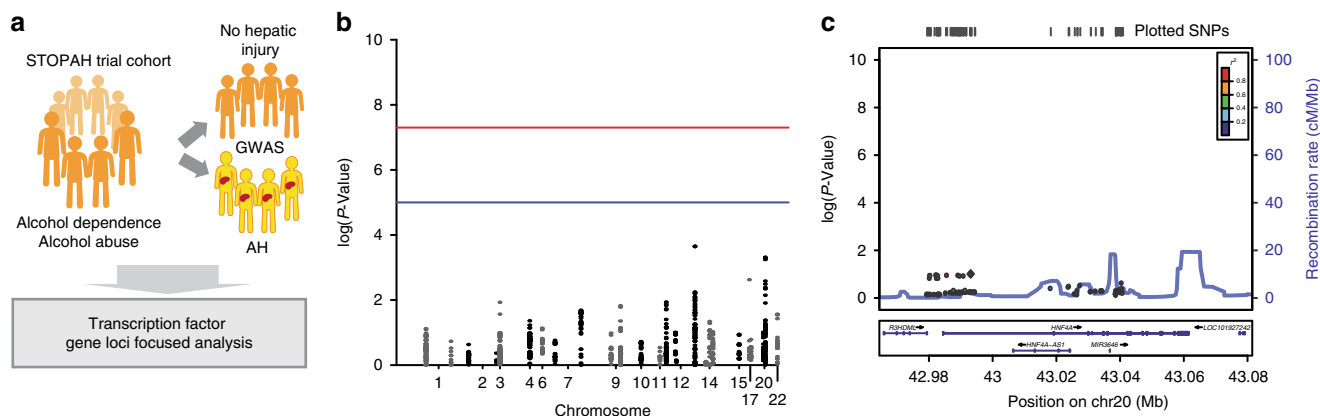 a
STOPAH trial cohort
No hepatic
injury
GWAS
Alcohol dependence
Alcohol abuse
AH
Transcription factor
gene loci focused analysis
b
10
8
6
4
2
0
log(P-Value)
1 2 3 4 6 7 9 10 11 12 14 15 17 20 22
Chromosome
c
Plotted SNPs
10
8
6
4
2
0
log(P-Value)
r²
0.8
0.6
0.4
0.2
100
80
60
40
20
0
Recombination rate (cM/Mb)
R3HDML
HNF4A
LOC101927242
HNF4A-AS1
MIR3646
42.98 43 43.02 43.04 43.06 43.08
Position on chr20 (Mb)